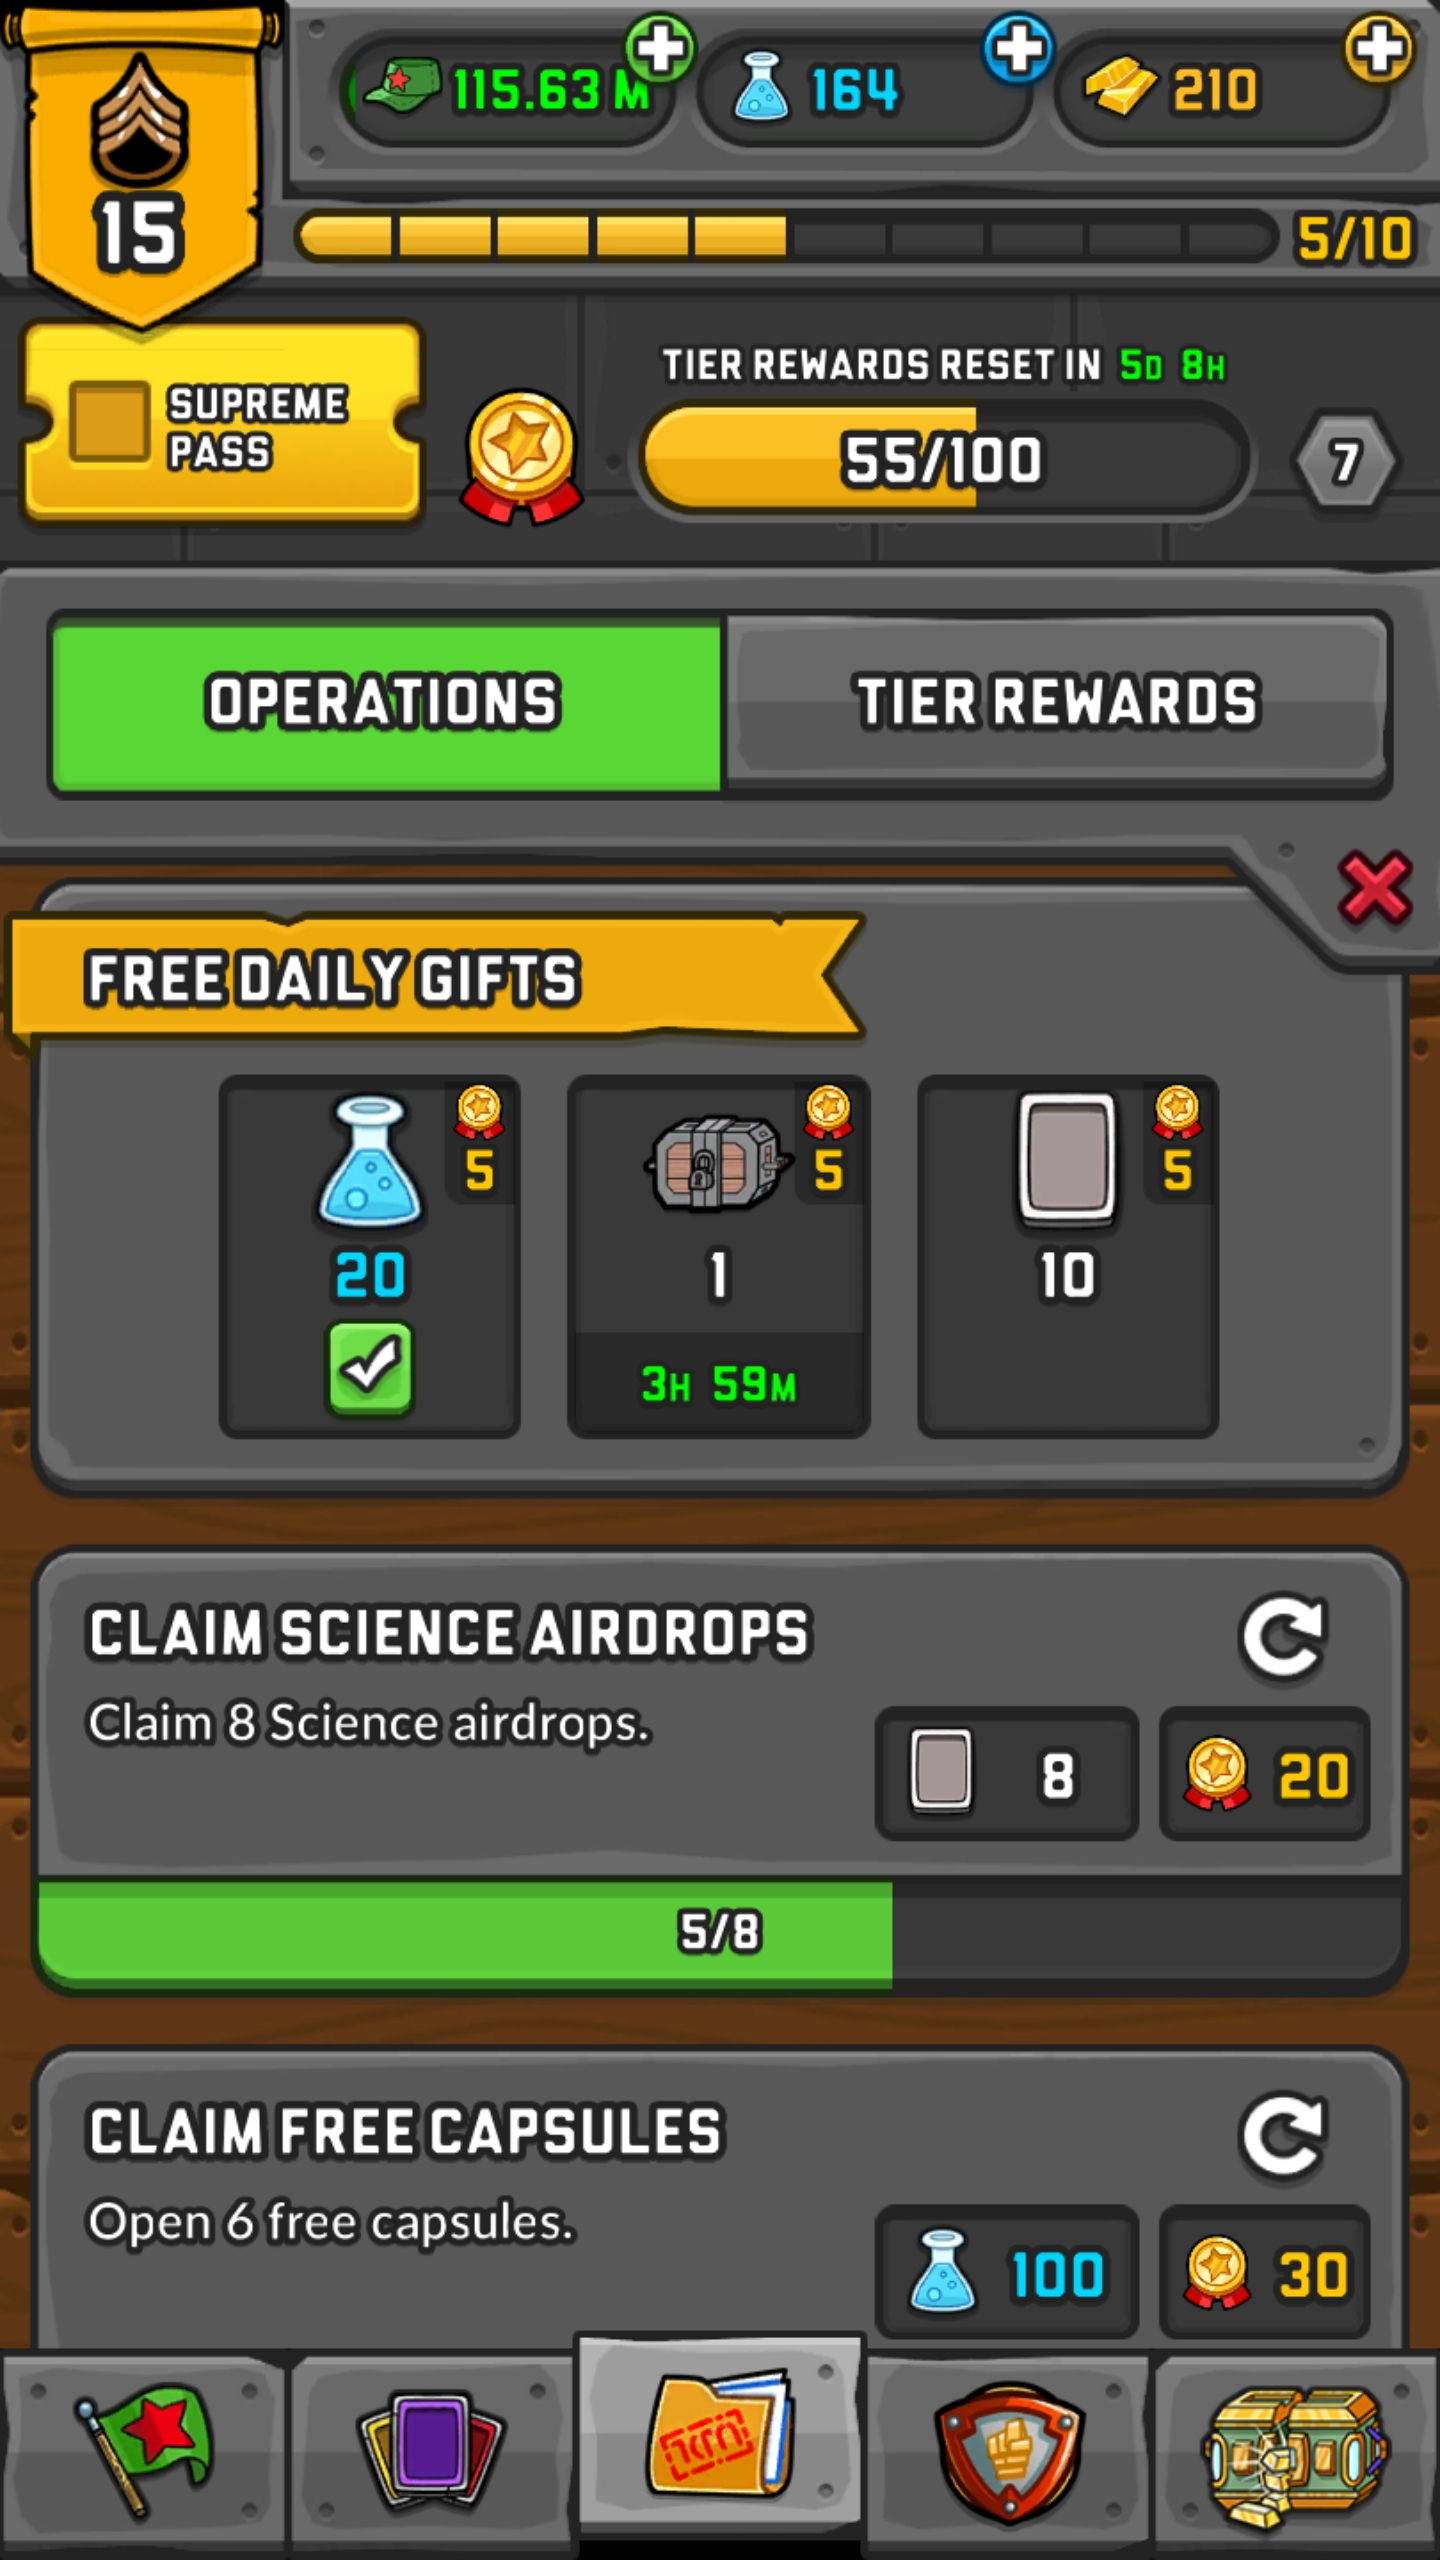 115.63 M
164
210
15
5/10
SUPREME
PASS
TIER REWARDS RESET IN 5D 8H
55/100
7
OPERATIONS
TIER REWARDS
FREE DAILY GIFTS
5
5
5
20
1
10
3H 59M
CLAIM SCIENCE AIRDROPS
Claim 8 Science airdrops.
8
20
5/8
CLAIM FREE CAPSULES
Open 6 free capsules.
100
30